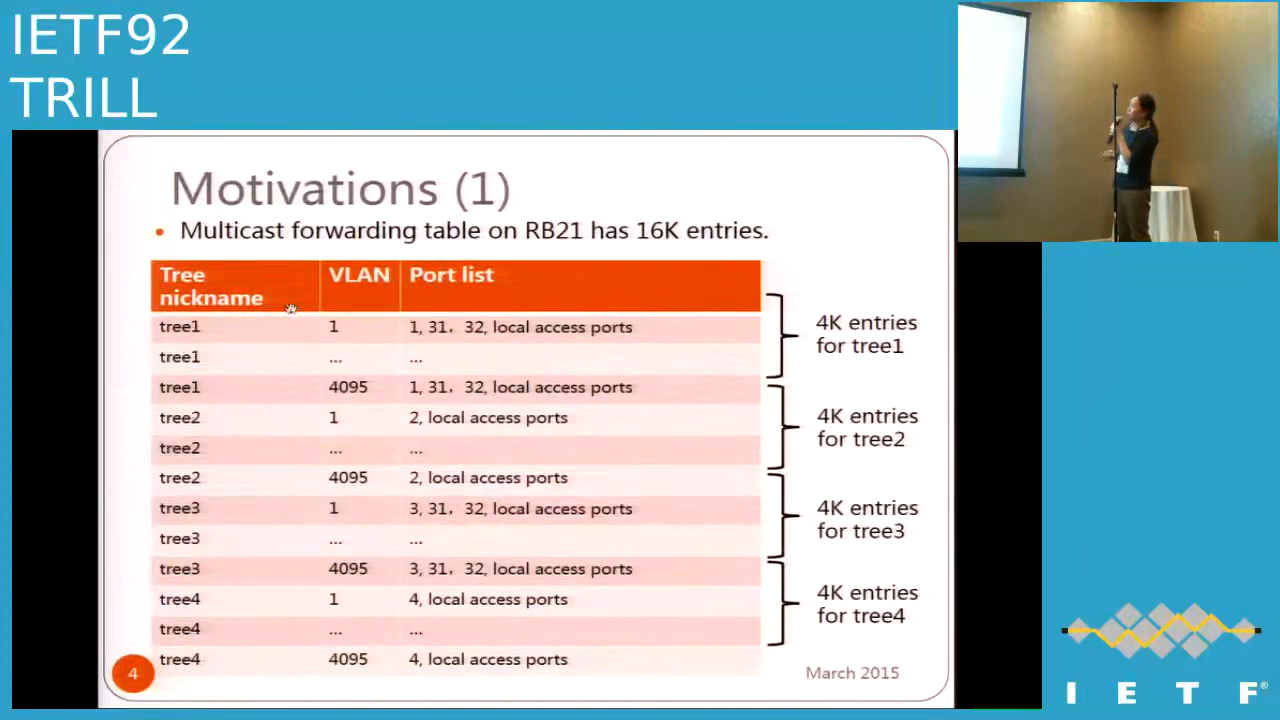 IETF92
TRILL
Motivations (1)
• Multicast forwarding table on RB21 has 16K entries.
Tree nickname VLAN Port list
tree1 1 1, 31, 32, local access ports
tree1 ... ...
tree1 4095 1, 31, 32, local access ports
tree2 1 2, local access ports
tree2 ... ...
tree2 4095 2, local access ports
tree3 1 3, 31, 32, local access ports
tree3 ... ...
tree3 4095 3, 31, 32, local access ports
tree4 1 4, local access ports
tree4 ... ...
tree4 4095 4, local access ports
4K entries
for tree1
4K entries
for tree2
4K entries
for tree3
4K entries
for tree4
4
March 2015
I E T F®